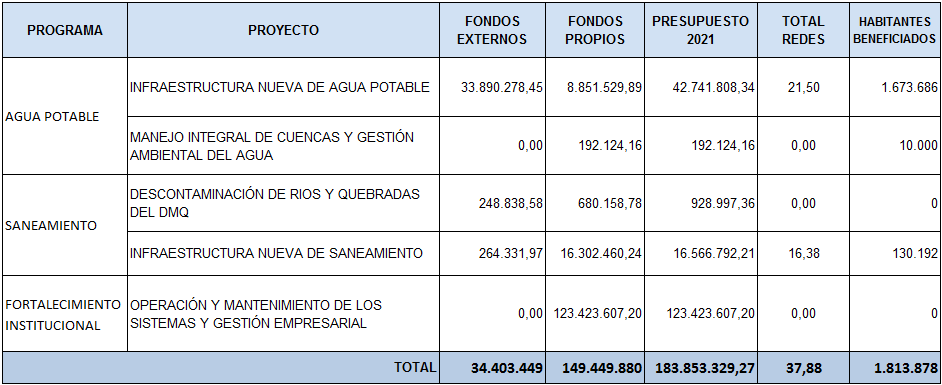 PROGRAMA PROYECTO FONDOS EXTERNOS FONDOS PROPIOS PRESUPUESTO 2021 TOTAL REDES HABITANTES BENEFICIADOS
AGUA POTABLE
INFRAESTRUCTURA NUEVA DE AGUA POTABLE 33.890.278,45 8.851.529,89 42.741.808,34 21,50 1.673.686
MANEJO INTEGRAL DE CUENCAS Y GESTIÓN
AMBIENTAL DEL AGUA 0,00 192.124,16 192.124,16 0,00 10.000
SANEAMIENTO
DESCONTAMINACIÓN DE RIOS Y QUEBRADAS
DEL DMQ 248.838,58 680.158,78 928.997,36 0,00 0
INFRAESTRUCTURA NUEVA DE SANEAMIENTO 264.331,97 16.302.460,24 16.566.792,21 16,38 130.192
FORTALECIMIENTO
INSTITUCIONAL
OPERACIÓN Y MANTENIMIENTO DE LOS
SISTEMAS Y GESTIÓN EMPRESARIAL 0,00 123.423.607,20 123.423.607,20 0,00 0
TOTAL 34.403.449 149.449.880 183.853.329,27 37,88 1.813.878